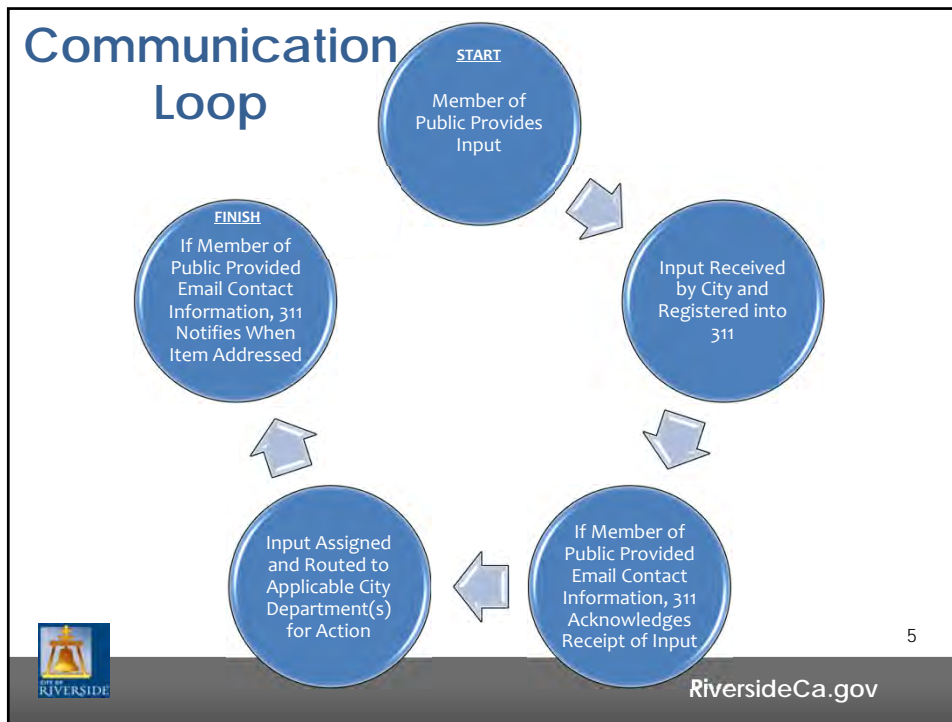 Communication
Loop
START
Member of
Public Provides
Input
Input Received
by City and
Registered into
311
If Member of
Public Provided
Email Contact
Information, 311
Acknowledges
Receipt of Input
Input Assigned
and Routed to
Applicable City
Department(s)
for Action
FINISH
If Member of
Public Provided
Email Contact
Information, 311
Notifies When
Item Addressed
5
CITY OF
RIVERSIDE
RiversideCa.gov